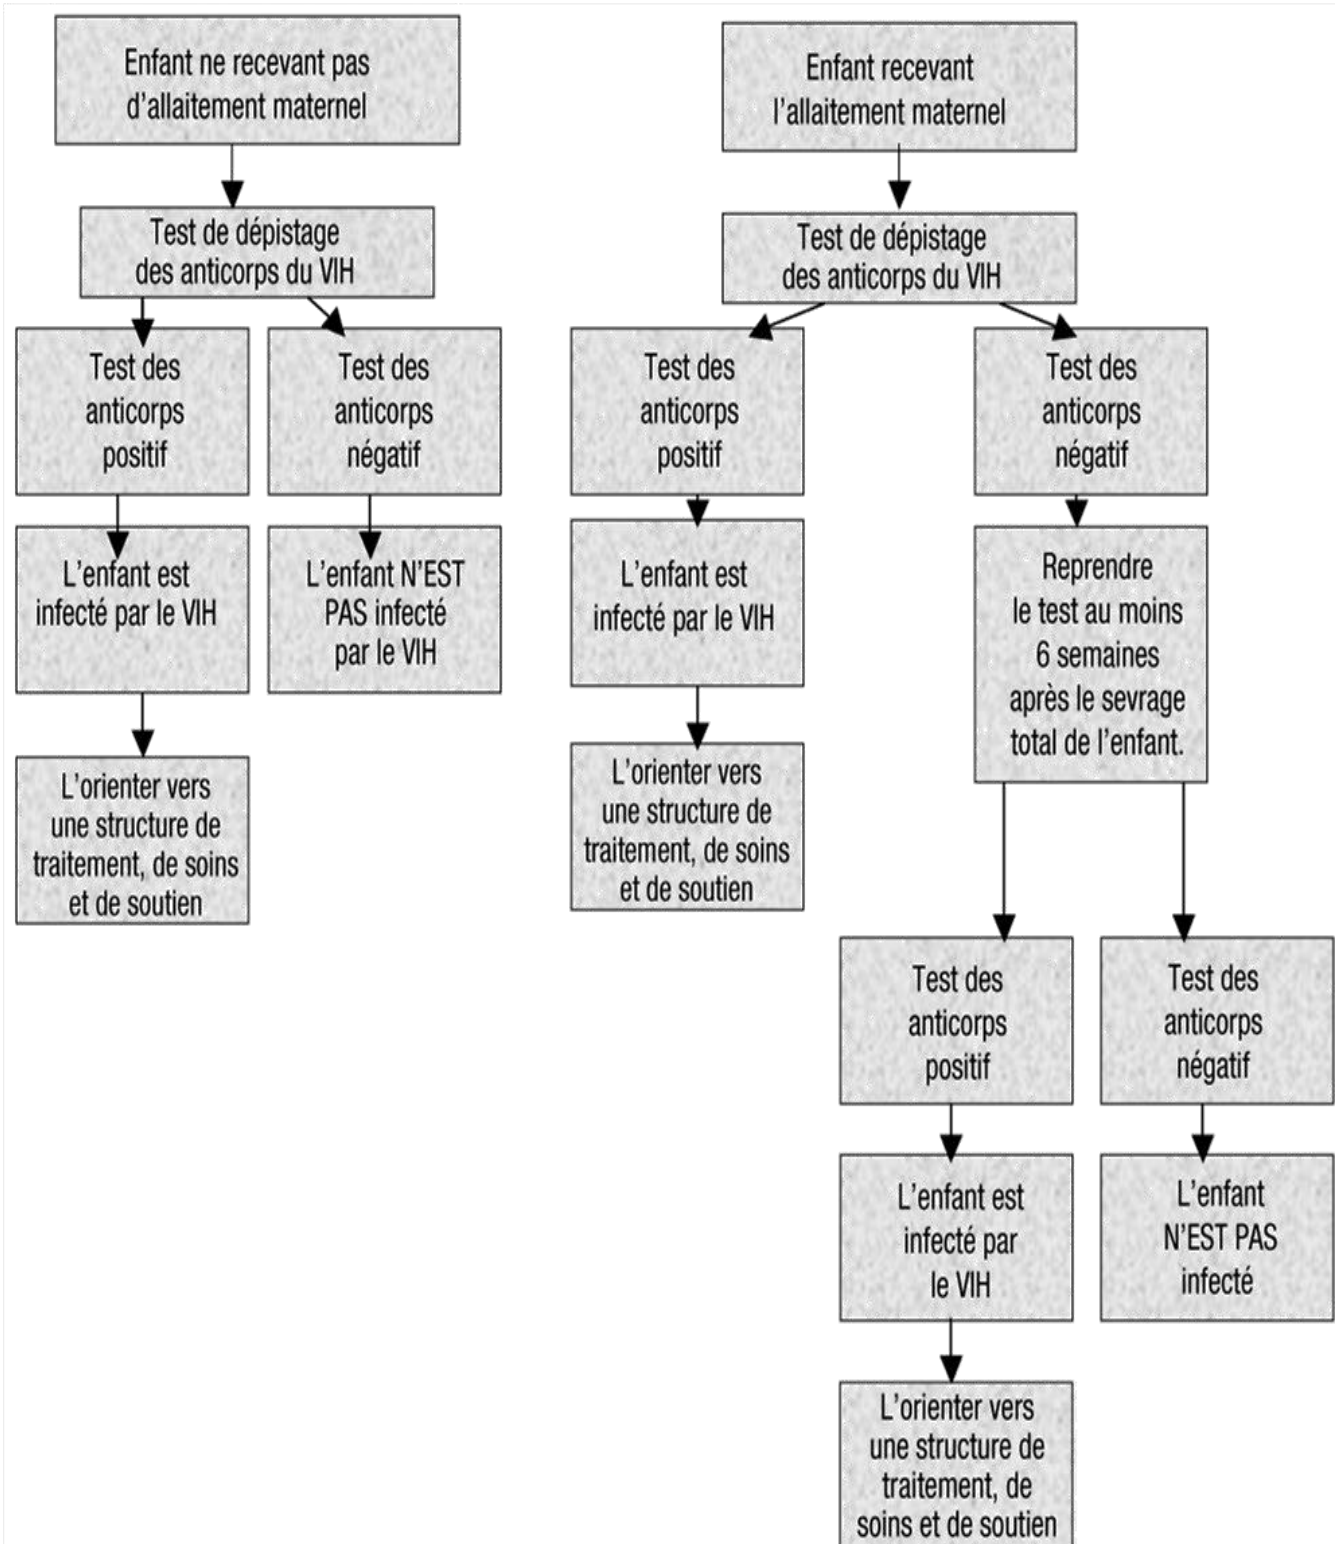 Enfant ne recevant pas
d'allaitement maternel
Test de dépistage
des anticorps du VIH
Test des
anticorps
positif
L'enfant est
infecté par le VIH
L'orienter vers
une structure de
traitement, de soins
et de soutien
Test des
anticorps
négatif
L'enfant N'EST
PAS infecté
par le VIH
Enfant recevant
l'allaitement maternel
Test de dépistage
des anticorps du VIH
Test des
anticorps
positif
L'enfant est
infecté par le VIH
L'orienter vers
une structure de
traitement, de soins
et de soutien
Test des
anticorps
négatif
Reprendre
le test au moins
6 semaines
après le sevrage
total de l'enfant.
Test des
anticorps
positif
L'enfant est
infecté par
le VIH
L'orienter vers
une structure de
traitement, de
soins et de soutien
Test des
anticorps
négatif
L'enfant
N'EST PAS
infecté